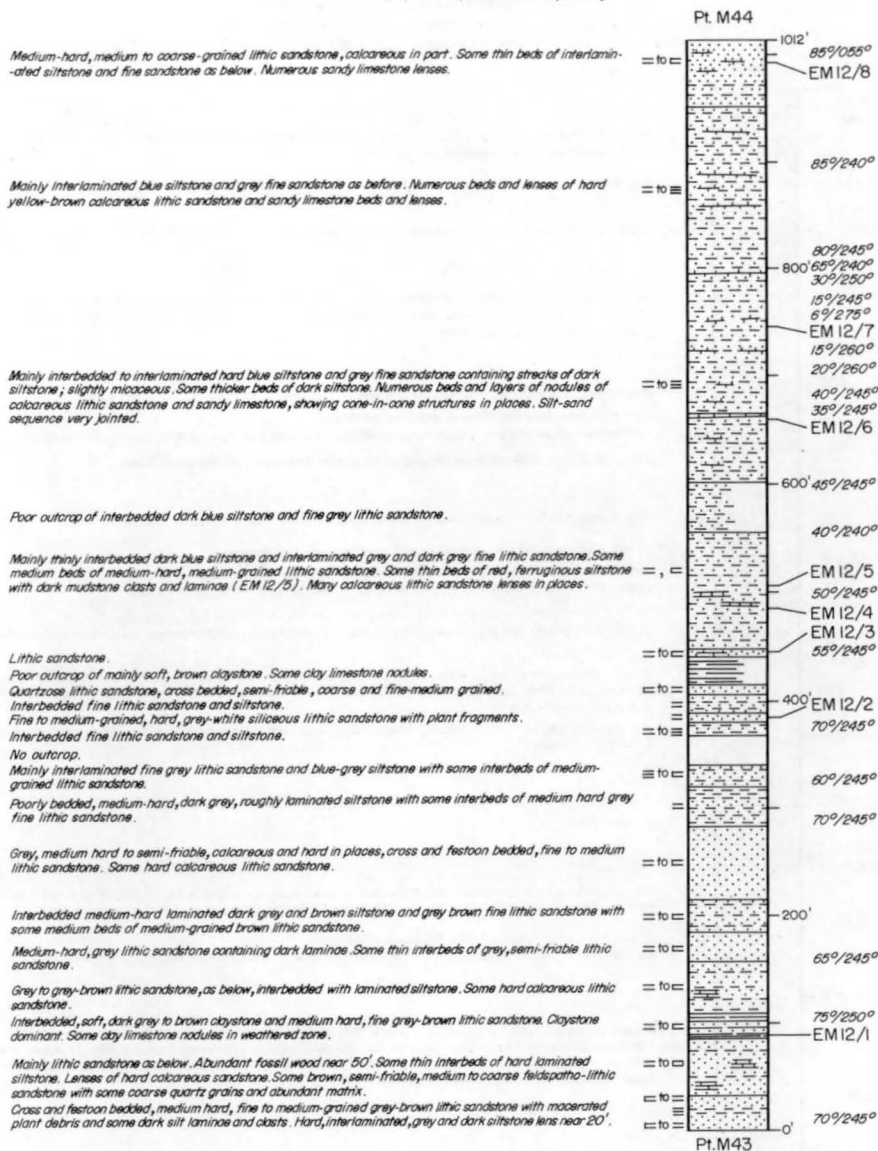 Pt. M44
1012'
Medium-hard, medium to coarse-grained lithic sandstone, calcareous in part. Some thin beds of interlamin-
-ated siltstone and fine sandstone as below. Numerous sandy limestone lenses.
to
85°/055°
EM12/8
85°/240°
Mainly interlaminated blue siltstone and grey fine sandstone as before. Numerous beds and lenses of hard
yellow-brown calcareous lithic sandstone and sandy limestone beds and lenses.
to
80°/245°
800'
65°/240°
30°/250°
15°/245°
6°/275°
EM12/7
15°/260°
Mainly interbedded to interlaminated hard blue siltstone and grey fine sandstone containing streaks of dark
siltstone; slightly micaceous. Some thicker beds of dark siltstone. Numerous beds and layers of nodules of
calcareous lithic sandstone and sandy limestone, showing cone-in-cone structures in places. Silt-sand
sequence very jointed.
to
20°/260°
40°/245°
35°/245°
EM12/6
600'
45°/245°
Poor outcrop of interbedded dark blue siltstone and fine grey lithic sandstone.
40°/240°
Mainly thinly interbedded dark blue siltstone and interlaminated grey and dark grey fine lithic sandstone. Some
medium beds of medium-hard, medium-grained lithic sandstone. Some thin beds of red, ferruginous siltstone
with dark mudstone clasts and laminae (EM12/5). Many calcareous lithic sandstone lenses in places.
,
EM12/5
50°/245°
EM12/4
EM12/3
Lithic sandstone.
to
55°/245°
Poor outcrop of mainly soft, brown claystone. Some clay limestone nodules.
Quartzose lithic sandstone, cross bedded, semi-friable, coarse and fine-medium grained.
to
Interbedded fine lithic sandstone and siltstone.
400'
EM12/2
Fine to medium-grained, hard, grey-white siliceous lithic sandstone with plant fragments.
Interbedded fine lithic sandstone and siltstone.
to
70°/245°
No outcrop.
Mainly interlaminated fine grey lithic sandstone and blue-grey siltstone with some interbeds of medium-
grained lithic sandstone.
to
60°/245°
Poorly bedded, medium-hard, dark grey, roughly laminated siltstone with some interbeds of medium hard grey
fine lithic sandstone.
70°/245°
Grey, medium hard to semi-friable, calcareous and hard in places, cross and festoon bedded, fine to medium
lithic sandstone. Some hard calcareous lithic sandstone.
to
Interbedded medium-hard laminated dark grey and brown siltstone and grey brown fine lithic sandstone with
some medium beds of medium-grained brown lithic sandstone.
to
200'
Medium-hard, grey lithic sandstone containing dark laminae. Some thin interbeds of grey, semi-friable lithic
sandstone.
to
65°/245°
Grey to grey-brown lithic sandstone, as below, interbedded with laminated siltstone. Some hard calcareous lithic
sandstone.
to
Interbedded, soft, dark grey to brown claystone and medium hard, fine grey-brown lithic sandstone. Claystone
dominant. Some clay limestone nodules in weathered zone.
to
75°/250°
EM12/1
Mainly lithic sandstone as below. Abundant fossil wood near 50'. Some thin interbeds of hard laminated
siltstone. Lenses of hard calcareous sandstone. Some brown, semi-friable, medium to coarse feldspatho-lithic
sandstone with some coarse quartz grains and abundant matrix.
to
to
Cross and festoon bedded, medium hard, fine to medium-grained grey-brown lithic sandstone with macerated
plant debris and some dark silt laminae and clasts. Hard, interlaminated, grey and dark siltstone lens near 20'.
to
70°/245°
0'
Pt. M43